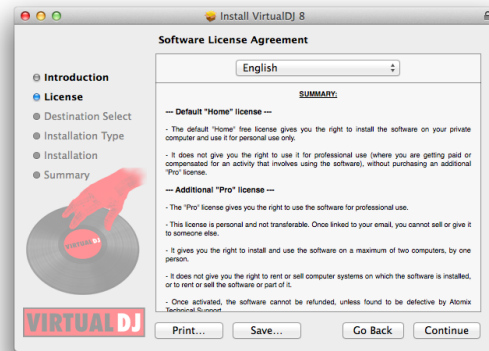 Install VirtualDJ 8
Software License Agreement
Introduction
License
Destination Select
Installation Type
Installation
Summary
English
SUMMARY:
--- Default "Home" license ---
- The default "Home" free license gives you the right to install the software on your private
computer and use it for personal use only.
- It does not give you the right to use it for professional use (where you are getting paid or
compensated for an activity that involves using the software), without purchasing an additional
"Pro" license.
--- Additional "Pro" license ---
- The "Pro" license gives you the right to use the software for professional use.
- This license is personal and not transferable. Once linked to your email, you cannot sell or give it
to someone else.
- It gives you the right to install and use the software on a maximum of two computers, by one
person.
- It does not give you the right to rent or sell computer systems on which the software is installed,
or to rent or sell the software or part of it.
- Once activated, the software cannot be refunded, unless found to be defective by Atomix
Technical Support.
VIRTUALDJ
VIRTUALDJ
Print...
Save...
Go Back
Continue